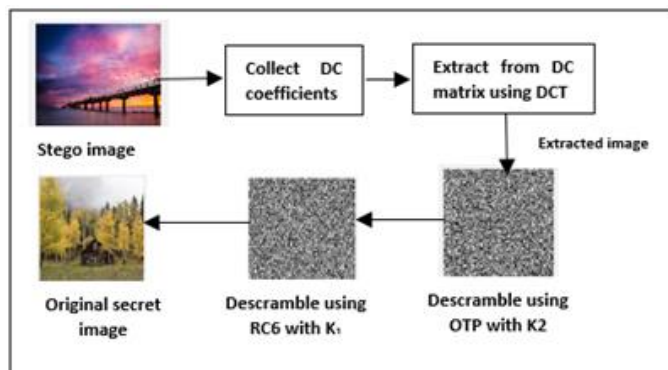 Collect DC
coefficients
Extract from DC
matrix using DCT
Stego image
Extracted image
Original secret
image
Descramble using
RC6 with K₁
Descramble using
OTP with K2